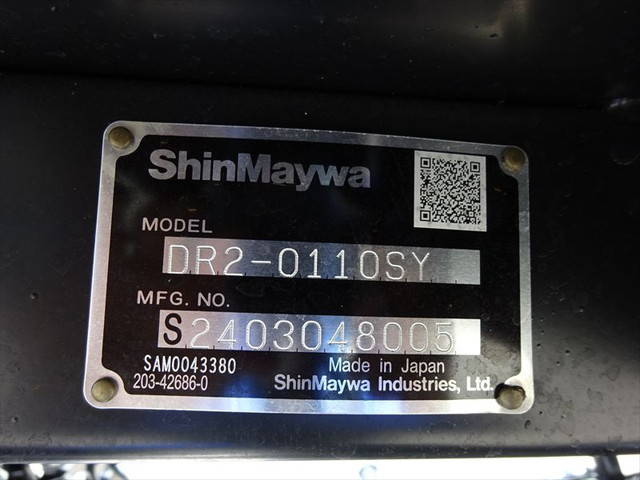 ShinMaywa
MODEL
DR2-0110SY
MFG. NO.
S2403048005
SAM0043380
Made in Japan
203-42686-0
ShinMaywa Industries, Ltd.